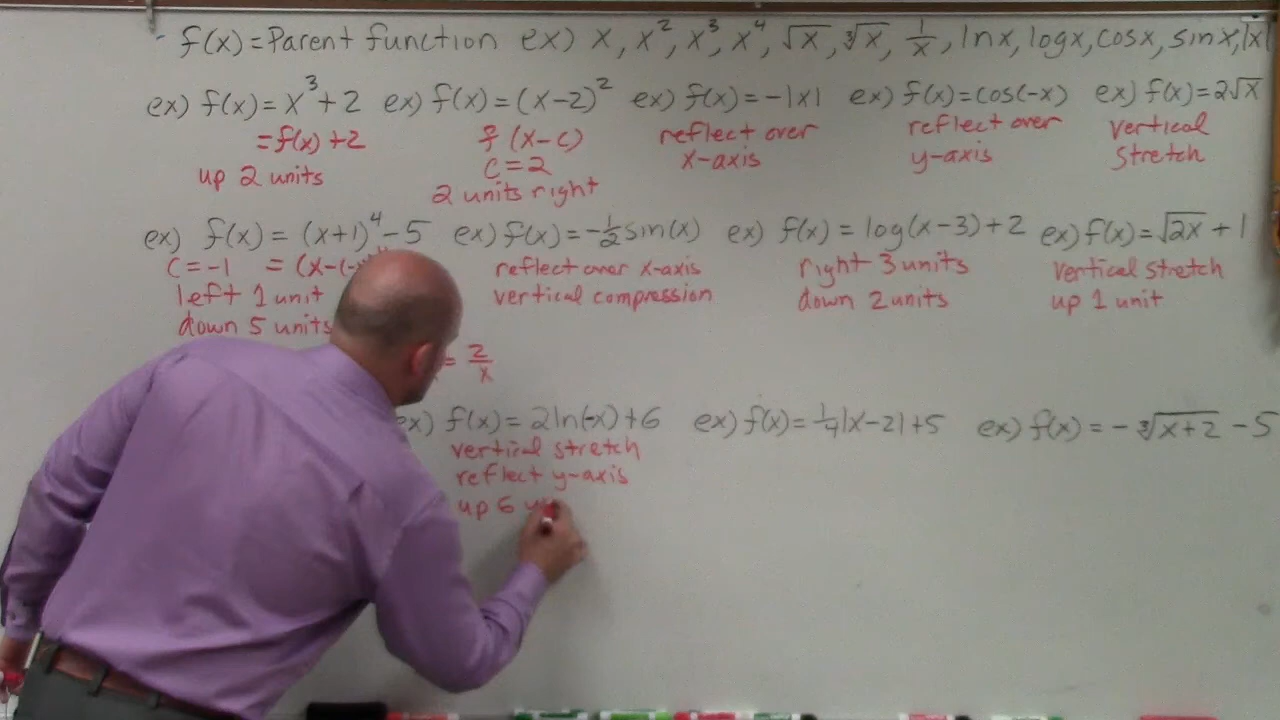 f(x) = Parent function ex) x, x², x³, x⁴, √x, ∛x, 1/x, ln x, log x, cos x, sin x, |x|
ex) f(x) = x³ + 2 ex) f(x) = (x-2)² ex) f(x) = -|x| ex) f(x) = cos(-x) ex) f(x) = 2√x
= f(x) + 2 f (x-c) reflect over reflect over vertical
up 2 units c = 2 x-axis y-axis stretch
2 units right
ex) f(x) = (x+1)⁴ - 5 ex) f(x) = -½ sin(x) ex) f(x) = log(x-3) + 2 ex) f(x) = √2x + 1
c = -1 = (x-(- reflect over x-axis right 3 units vertical stretch
left 1 unit vertical compression down 2 units up 1 unit
down 5 units
= 2/x
ex) f(x) = 2ln(-x) + 6 ex) f(x) = ¼|x-2| + 5 ex) f(x) = - ∛x+2 - 5
vertical stretch
reflect y-axis
up 6